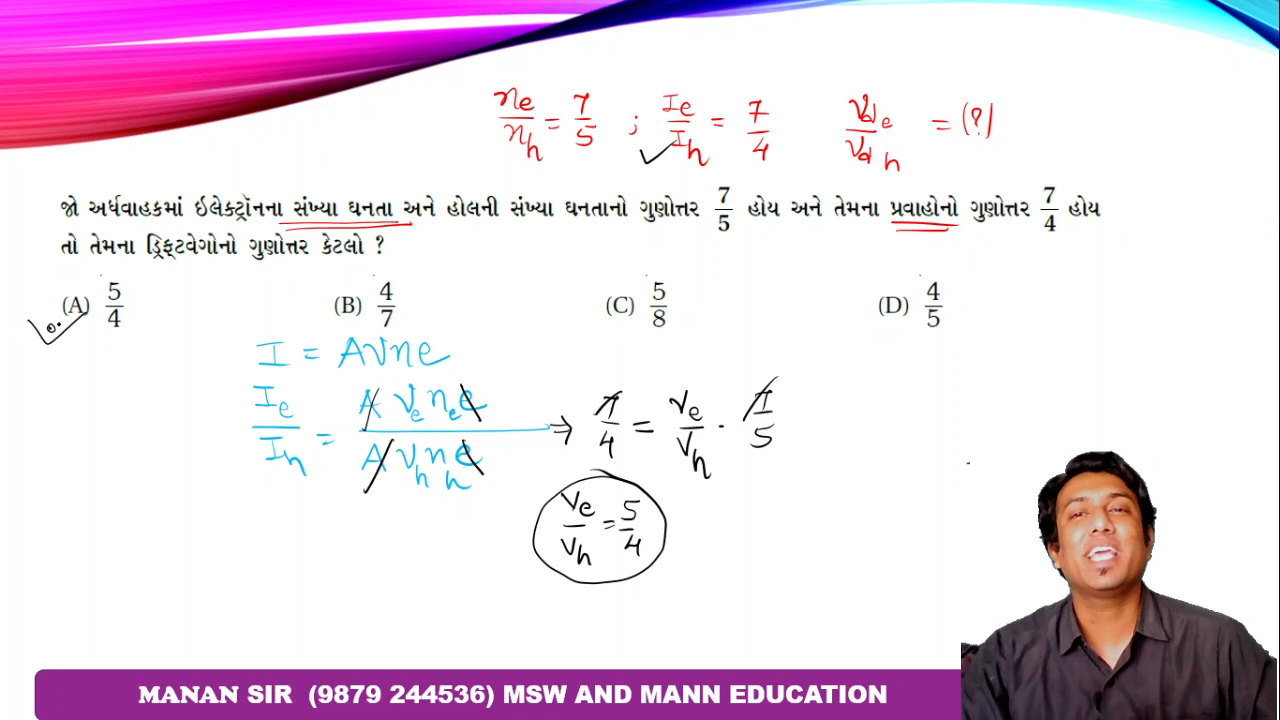 ne/nh = 7/5 ; Ie/Ih = 7/4 Vde/Vdh = (?)
જો અર્ધવાહકમાં ઇલેક્ટ્રૉનના સંખ્યા ઘનતા અને હોલની સંખ્યા ઘનતાનો ગુણોત્તર 7/5 હોય અને તેમના પ્રવાહોનો ગુણોત્તર 7/4 હોય
તો તેમના ડ્રિફ્ટવેગોનો ગુણોત્તર કેટલો ?
(A) 5/4 (B) 4/7 (C) 5/8 (D) 4/5
I = AVne
Ie/Ih = A Ve ne e / A Vh nh e → 7/4 = Ve/Vh · 7/5
Ve/Vh = 5/4
MANAN SIR (9879 244536) MSW AND MANN EDUCATION